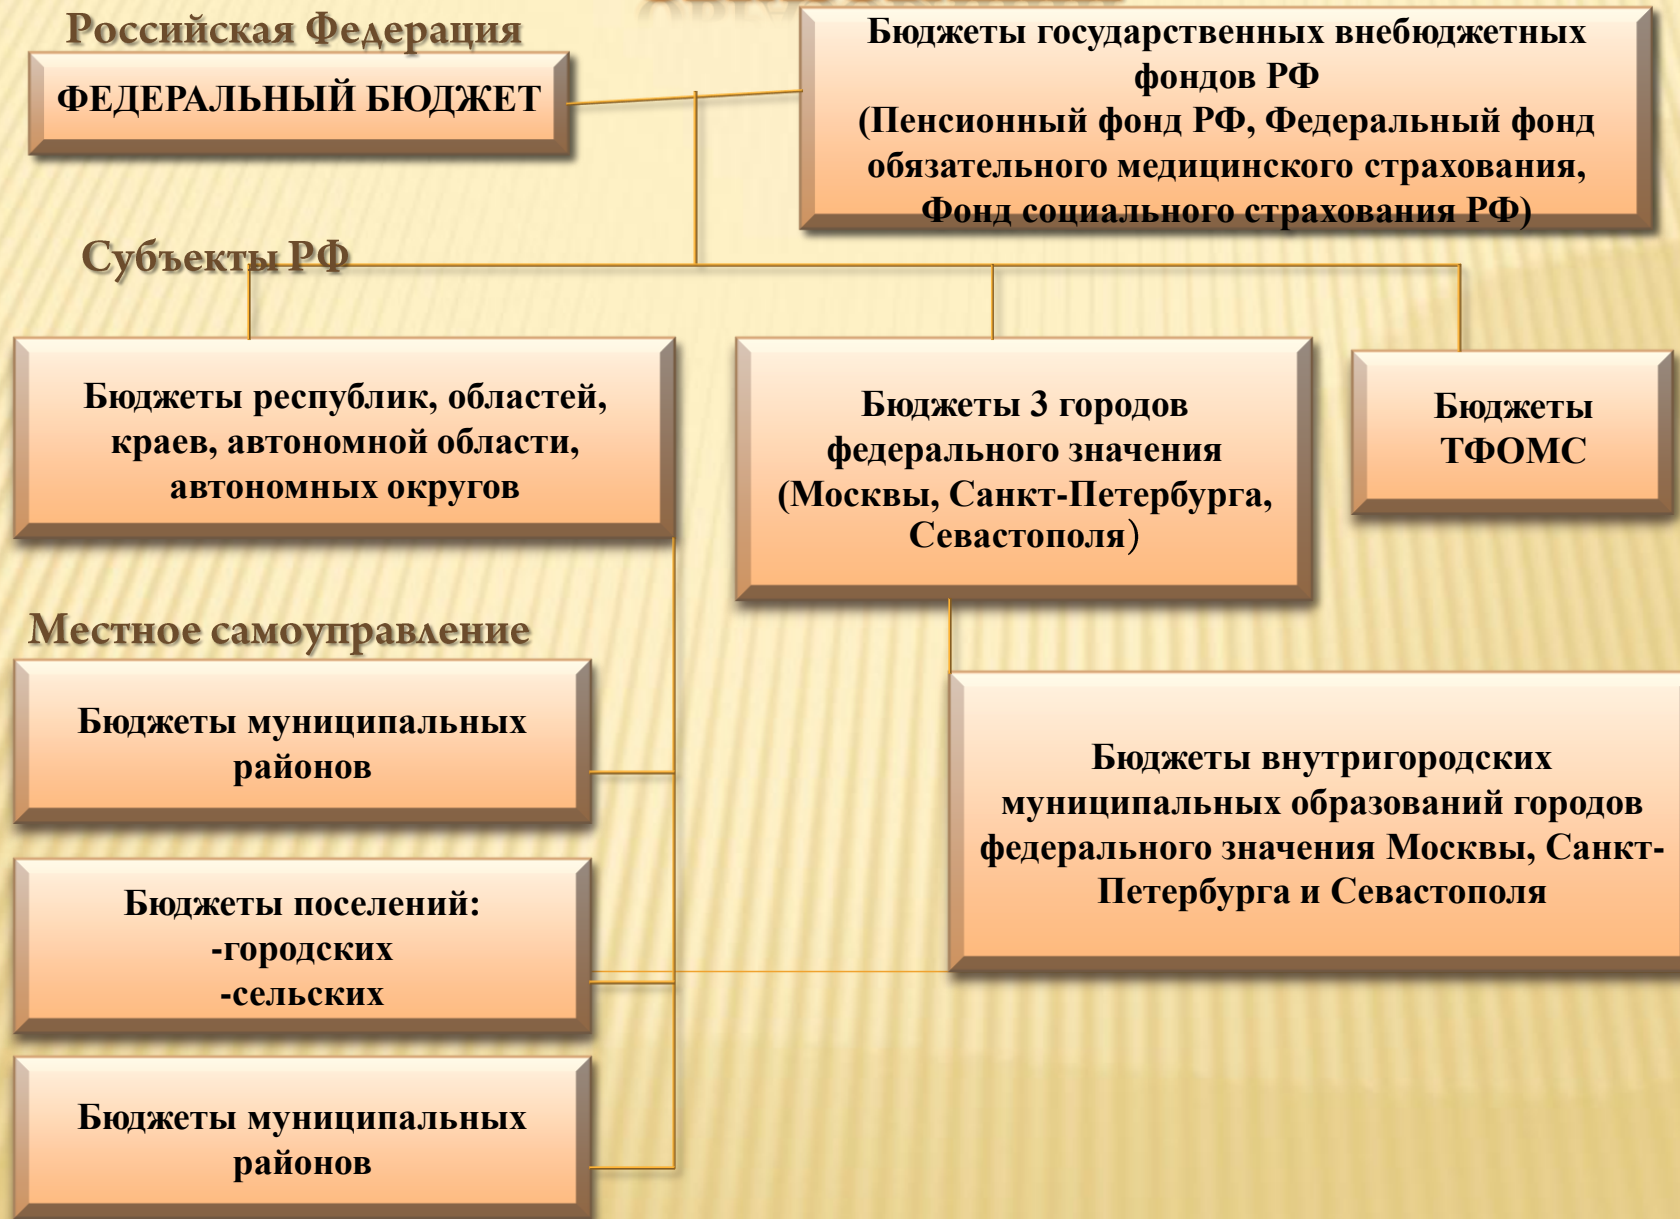 Российская Федерация
ФЕДЕРАЛЬНЫЙ БЮДЖЕТ
Бюджеты государственных внебюджетных
фондов РФ
(Пенсионный фонд РФ, Федеральный фонд
обязательного медицинского страхования,
Фонд социального страхования РФ)
Субъекты РФ
Бюджеты республик, областей,
краев, автономной области,
автономных округов
Бюджеты 3 городов
федерального значения
(Москвы, Санкт-Петербурга,
Севастополя)
Бюджеты
ТФОМС
Местное самоуправление
Бюджеты муниципальных
районов
Бюджеты поселений:
-городских
-сельских
Бюджеты муниципальных
районов
Бюджеты внутригородских
муниципальных образований городов
федерального значения Москвы, Санкт-
Петербурга и Севастополя